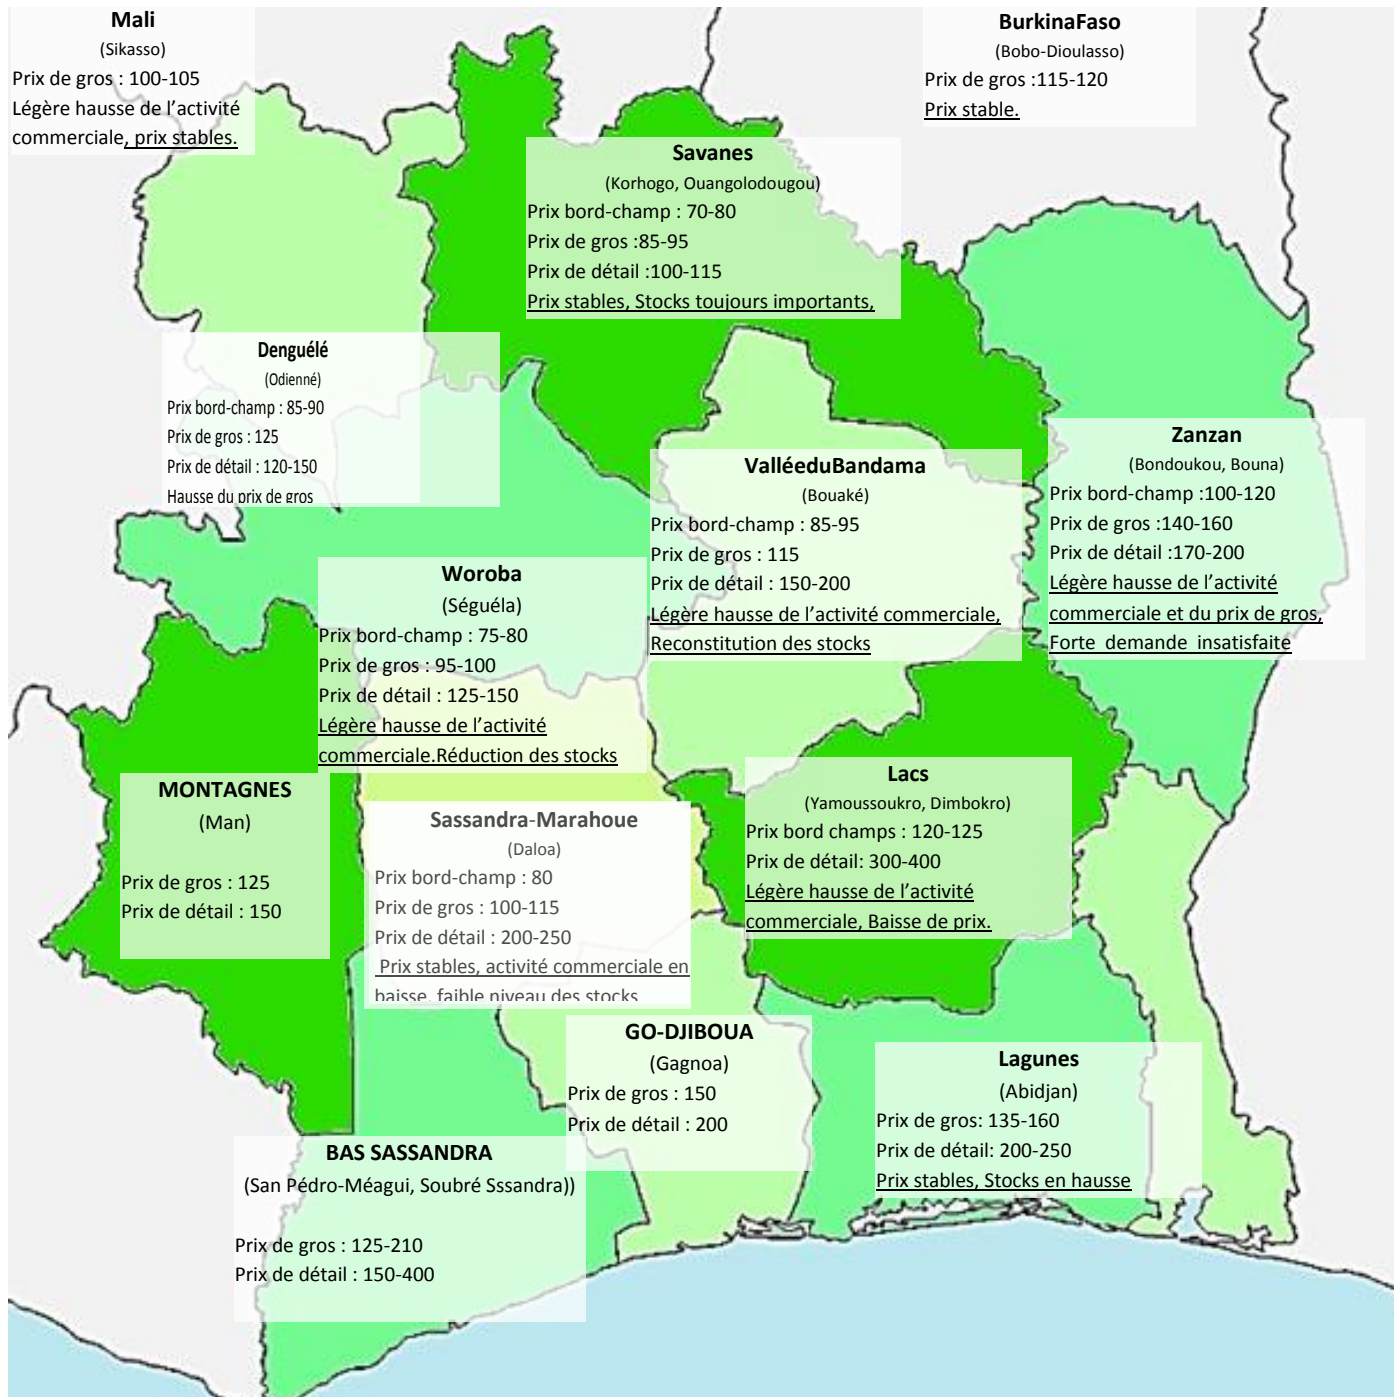 Mali
(Sikasso)
Prix de gros : 100-105
Légère hausse de l’activité
commerciale, prix stables.
BurkinaFaso
(Bobo-Dioulasso)
Prix de gros :115-120
Prix stable.
Savanes
(Korhogo, Ouangolodougou)
Prix bord-champ : 70-80
Prix de gros :85-95
Prix de détail :100-115
Prix stables, Stocks toujours importants,
Denguélé
(Odienné)
Prix bord-champ : 85-90
Prix de gros : 125
Prix de détail : 120-150
Hausse du prix de gros
ValléeduBandama
(Bouaké)
Prix bord-champ : 85-95
Prix de gros : 115
Prix de détail : 150-200
Légère hausse de l’activité commerciale,
Reconstitution des stocks
Zanzan
(Bondoukou, Bouna)
Prix bord-champ :100-120
Prix de gros :140-160
Prix de détail :170-200
Légère hausse de l’activité
commerciale et du prix de gros,
Forte demande insatisfaite
Woroba
(Séguéla)
Prix bord-champ : 75-80
Prix de gros : 95-100
Prix de détail : 125-150
Légère hausse de l’activité
commerciale.Réduction des stocks
MONTAGNES
(Man)
Prix de gros : 125
Prix de détail : 150
Sassandra-Marahoue
(Daloa)
Prix bord-champ : 80
Prix de gros : 100-115
Prix de détail : 200-250
Prix stables, activité commerciale en
baisse, faible niveau des stocks
Lacs
(Yamoussoukro, Dimbokro)
Prix bord champs : 120-125
Prix de détail: 300-400
Légère hausse de l’activité
commerciale, Baisse de prix.
GO-DJIBOUA
(Gagnoa)
Prix de gros : 150
Prix de détail : 200
Lagunes
(Abidjan)
Prix de gros: 135-160
Prix de détail: 200-250
Prix stables, Stocks en hausse
BAS SASSANDRA
(San Pédro-Méagui, Soubré Sssandra))
Prix de gros : 125-210
Prix de détail : 150-400